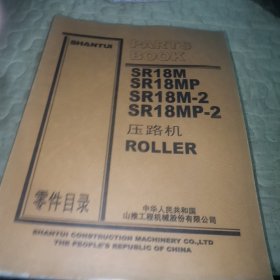 SHANTUI
PARTS
BOOK
SR18M
SR18MP
SR18M-2
SR18MP-2
压路机
ROLLER
零件目录
中华人民共和国
山推工程机械股份有限公司
SHANTUI CONSTRUCTION MACHINERY CO.,LTD
THE PEOPLE'S REPUBLIC OF CHINA